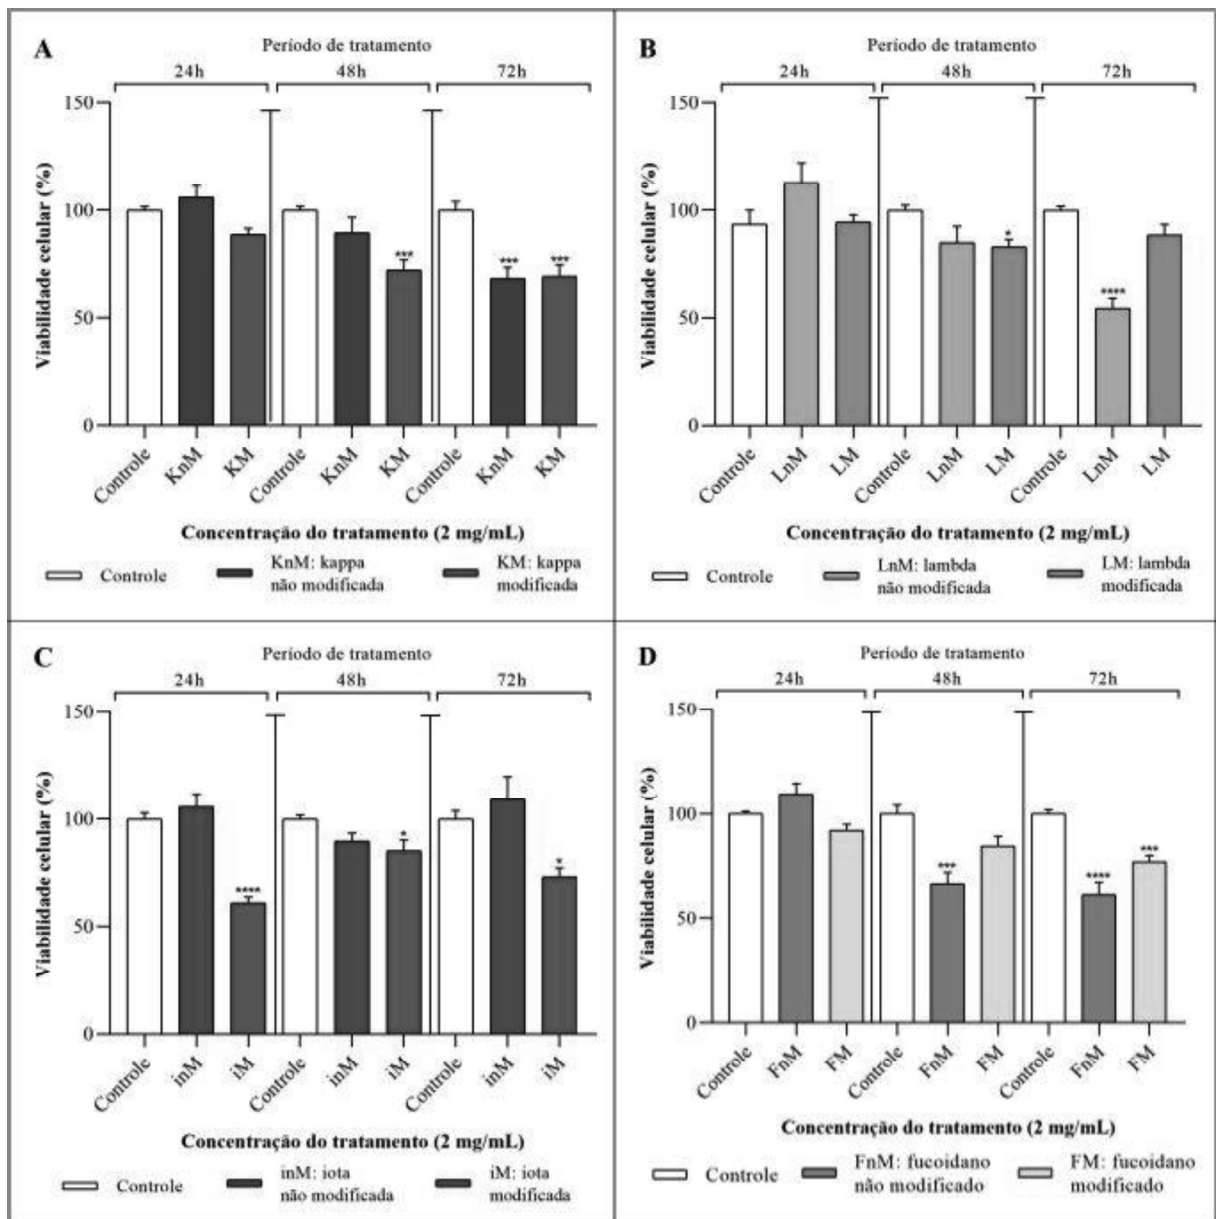 A
Período de tratamento
24h 48h 72h
150
100
50
0
Viabilidade celular (%)
***
***
***
Controle KnM KM Controle KnM KM Controle KnM KM
Concentração do tratamento (2 mg/mL)
Controle
KnM: kappa
não modificada
KM: kappa
modificada
B
Período de tratamento
24h 48h 72h
150
100
50
0
Viabilidade celular (%)
*
****
Controle LnM LM Controle LnM LM Controle LnM LM
Concentração do tratamento (2 mg/mL)
Controle
LnM: lambda
não modificada
LM: lambda
modificada
C
Período de tratamento
24h 48h 72h
150
100
50
0
Viabilidade celular (%)
****
*
*
Controle inM iM Controle inM iM Controle inM iM
Concentração do tratamento (2 mg/mL)
Controle
inM: iota
não modificada
iM: iota
modificada
D
Período de tratamento
24h 48h 72h
150
100
50
0
Viabilidade celular (%)
***
****
***
Controle FnM FM Controle FnM FM Controle FnM FM
Concentração do tratamento (2 mg/mL)
Controle
FnM: fucoidano
não modificado
FM: fucoidano
modificado